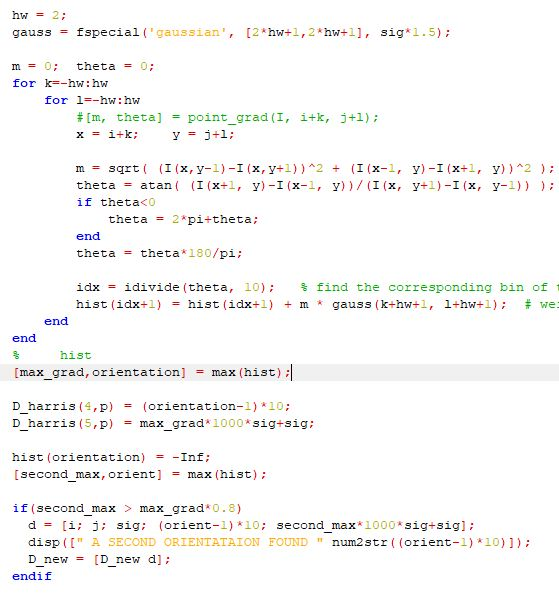 hw = 2;
gauss = fspecial('gaussian', [2*hw+1,2*hw+1], sig*1.5);
m = 0;  theta = 0;
for k=-hw:hw
    for l=-hw:hw
        #[m, theta] = point_grad(I, i+k, j+l);
        x = i+k;    y = j+l;
        m = sqrt( (I(x,y-1)-I(x,y+1))^2 + (I(x-1, y)-I(x+1, y))^2 );
        theta = atan( (I(x+1, y)-I(x-1, y))/(I(x, y+1)-I(x, y-1)) );
        if theta<0
            theta = 2*pi+theta;
        end
        theta = theta*180/pi;
        idx = idivide(theta, 10);   % find the corresponding bin of
        hist(idx+1) = hist(idx+1) + m * gauss(k+hw+1, l+hw+1);  #
    end
end
%     hist
[max_grad,orientation] = max(hist);
D_harris(4,p) = (orientation-1)*10;
D_harris(5,p) = max_grad*1000*sig+sig;
hist(orientation) = -Inf;
[second_max,orient] = max(hist);
if(second_max > max_grad*0.8)
  d = [i; j; sig; (orient-1)*10; second_max*1000*sig+sig];
  disp([" A SECOND ORIENTATAION FOUND " num2str((orient-1)*10)]);
  D_new = [D_new d];
endif